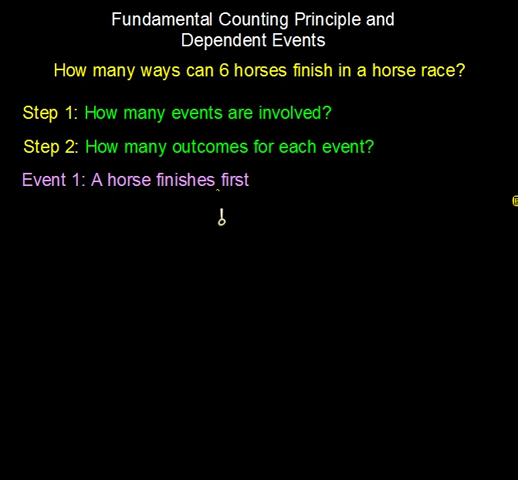 Fundamental Counting Principle and
Dependent Events
How many ways can 6 horses finish in a horse race?
Step 1: How many events are involved?
Step 2: How many outcomes for each event?
Event 1: A horse finishes first